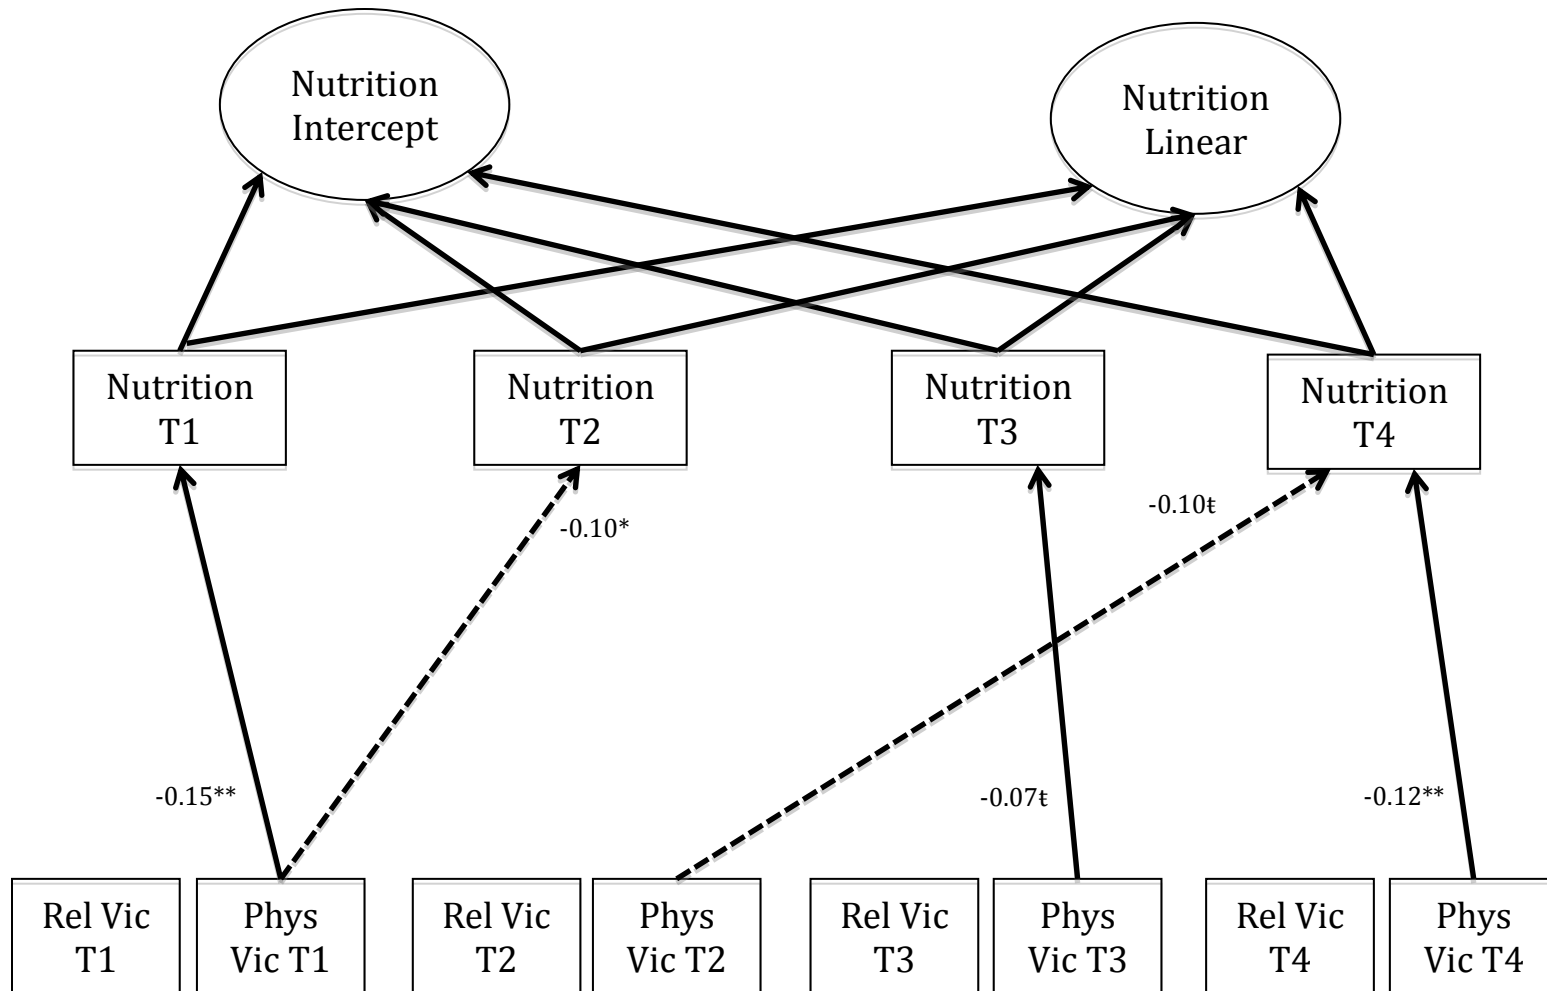 Nutrition
Intercept
Nutrition
Linear
Nutrition
T1
Nutrition
T2
Nutrition
T3
Nutrition
T4
-0.10*
-0.10ŧ
-0.15**
-0.07ŧ
-0.12**
Rel Vic
T1
Phys
Vic T1
Rel Vic
T2
Phys
Vic T2
Rel Vic
T3
Phys
Vic T3
Rel Vic
T4
Phys
Vic T4